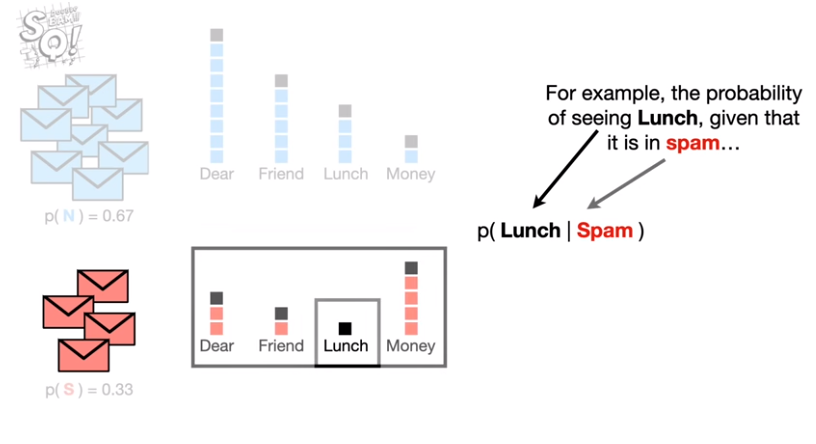 SQ!
For example, the probability
of seeing Lunch, given that
it is in spam...
Dear Friend Lunch Money
p( N ) = 0.67
p( Lunch | Spam )
Dear Friend Lunch Money
p( S ) = 0.33